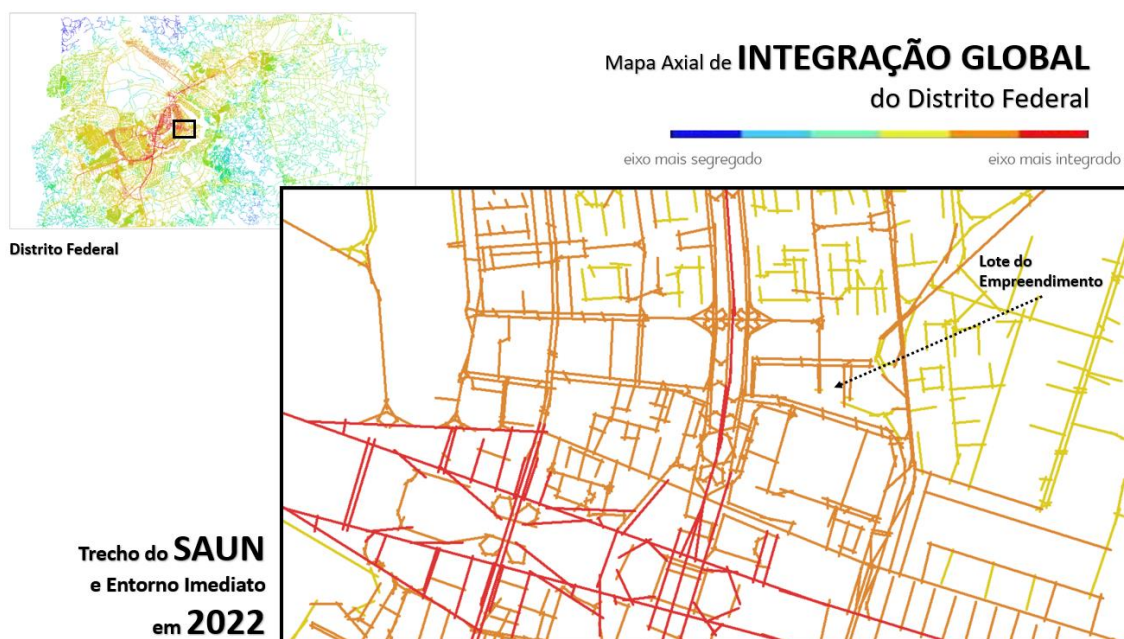 Mapa Axial de INTEGRAÇÃO GLOBAL
do Distrito Federal
eixo mais segregado
eixo mais integrado
Distrito Federal
Lote do
Empreendimento
Trecho do SAUN
e Entorno Imediato
em 2022